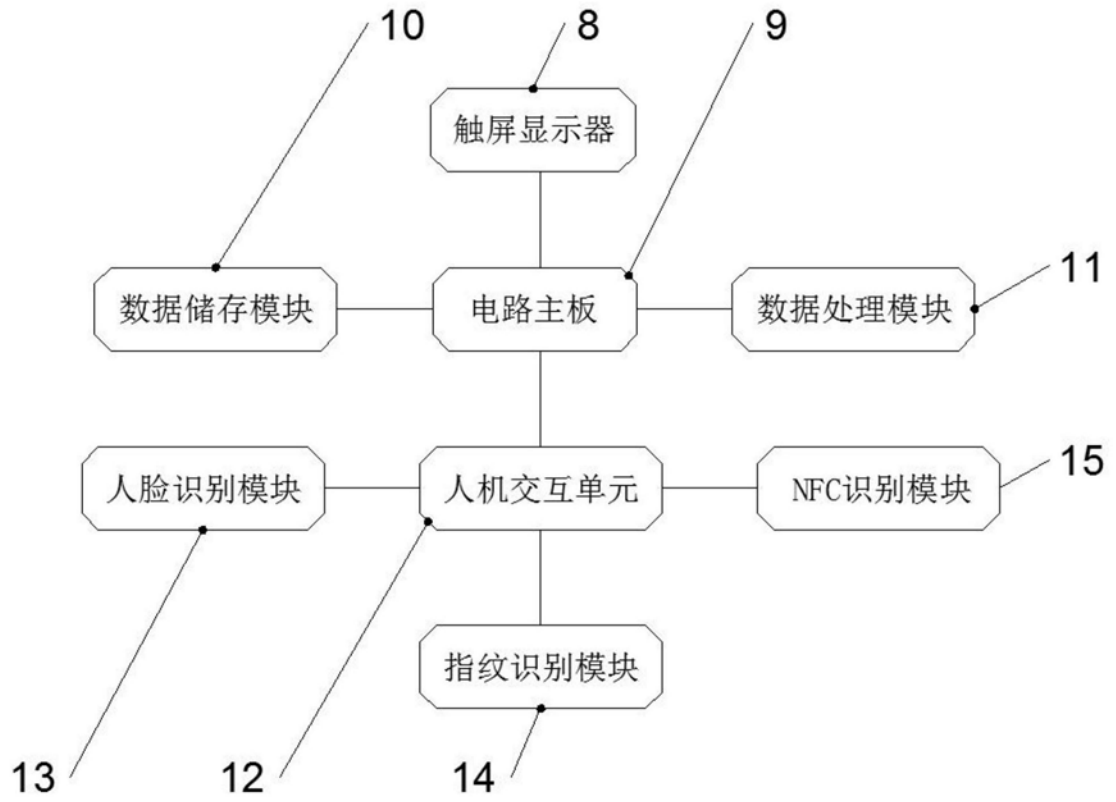 10
8
9
触屏显示器
数据储存模块
电路主板
数据处理模块
11
人脸识别模块
人机交互单元
NFC识别模块
15
指纹识别模块
13
12
14